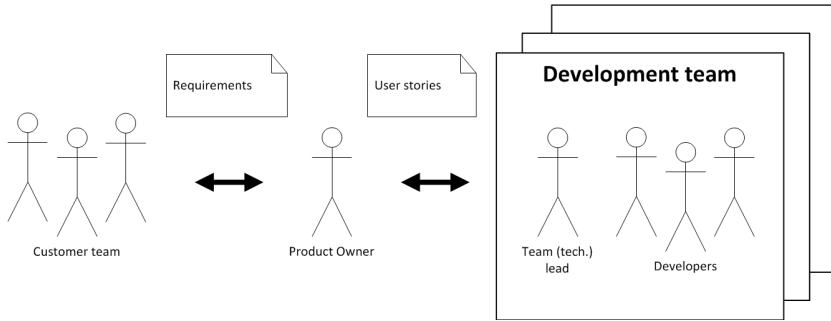 Requirements
User stories
Development team
Customer team
Product Owner
Team (tech.)
lead
Developers